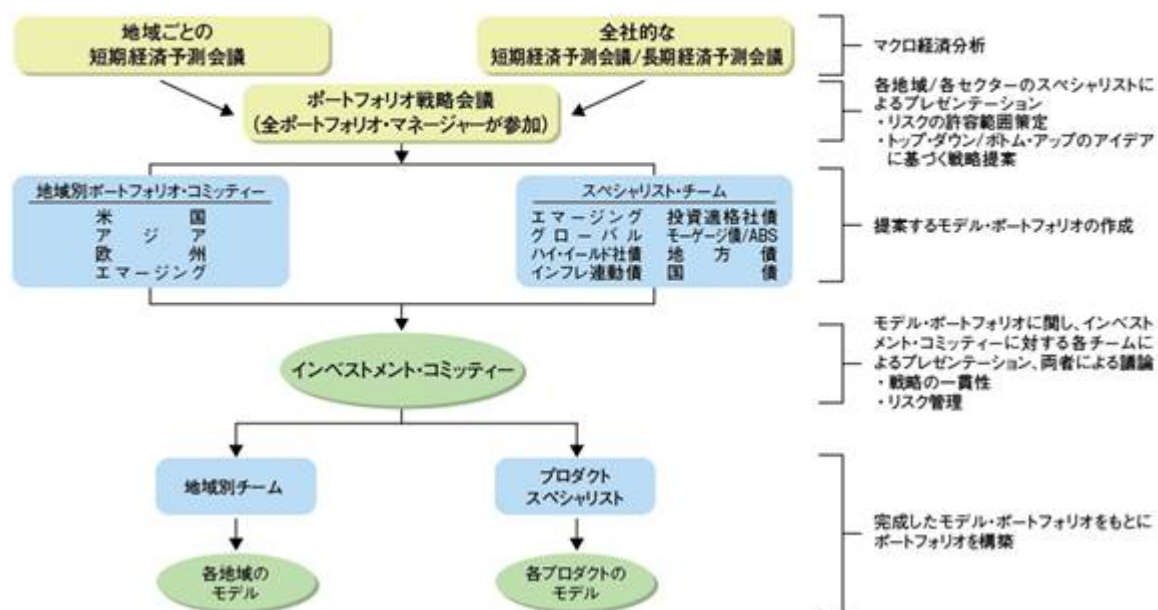 地域ごとの
短期経済予測会議
全社的な
短期経済予測会議/長期経済予測会議
マクロ経済分析
ポートフォリオ戦略会議
(全ポートフォリオ・マネージャーが参加)
各地域/各セクターのスペシャリストに
よるプレゼンテーション
・リスクの許容範囲策定
・トップ・ダウン/ボトム・アップのアイデア
に基づく戦略提案
地域別ポートフォリオ・コミッティー
米国
アジア
欧州
エマージング
スペシャリスト・チーム
エマージング 投資適格社債
グローバル モーゲージ債/ABS
ハイ・イールド社債 地方債
インフレ連動債 国債
提案するモデル・ポートフォリオの作成
インベストメント・コミッティー
モデル・ポートフォリオに関し、インベスト
メント・コミッティーに対する各チームに
よるプレゼンテーション、両者による議論
・戦略の一貫性
・リスク管理
地域別チーム
プロダクト
スペシャリスト
各地域の
モデル
各プロダクトの
モデル
完成したモデル・ポートフォリオをもとに
ポートフォリオを構築